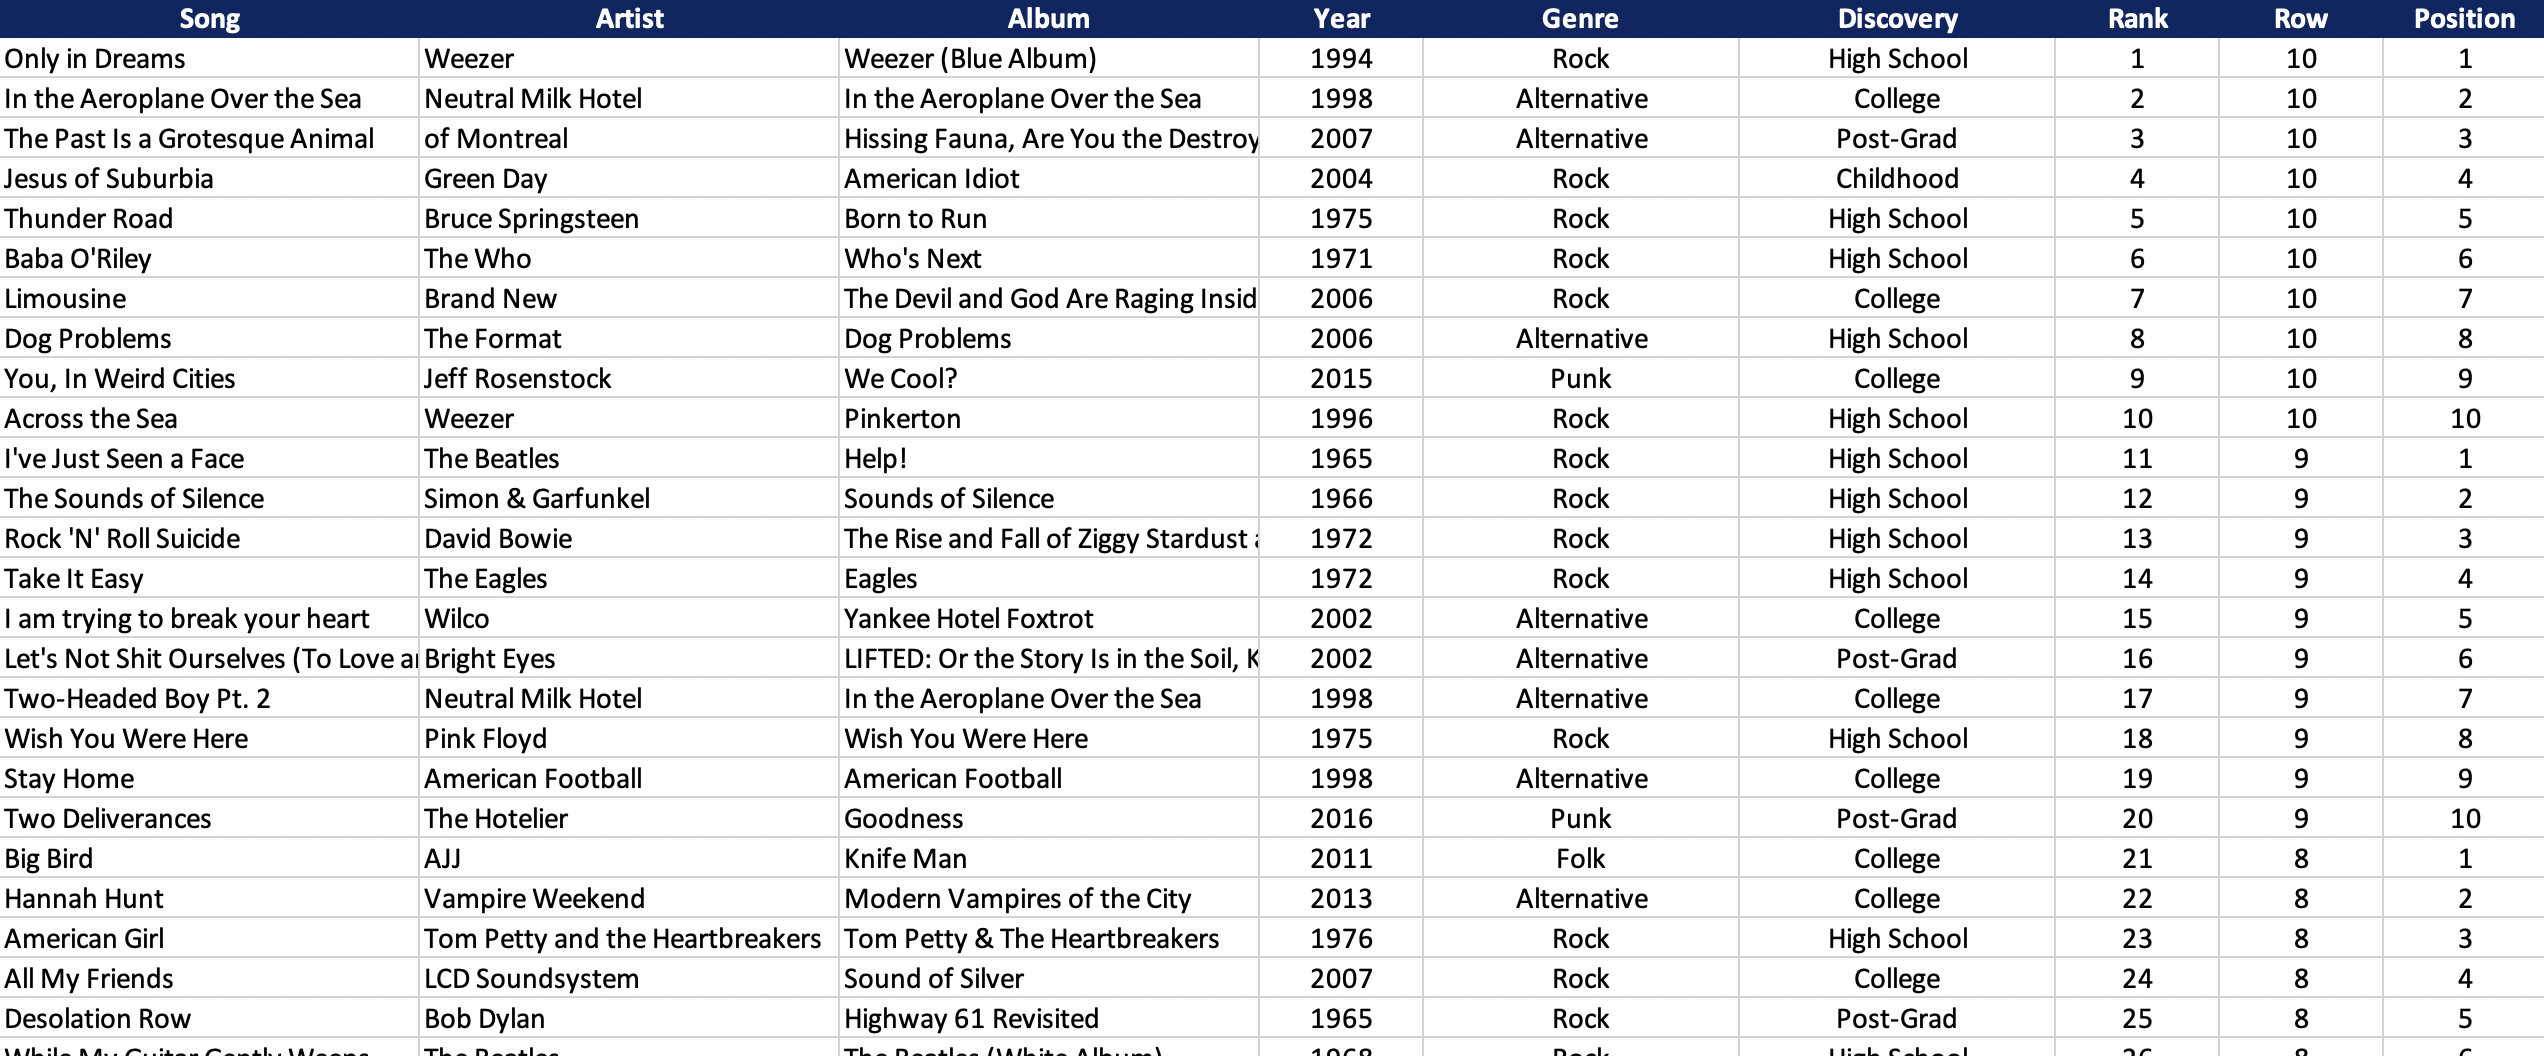 Song Artist Album Year Genre Discovery Rank Row Position
Only in Dreams Weezer Weezer (Blue Album) 1994 Rock High School 1 10 1
In the Aeroplane Over the Sea Neutral Milk Hotel In the Aeroplane Over the Sea 1998 Alternative College 2 10 2
The Past Is a Grotesque Animal of Montreal Hissing Fauna, Are You the Destroy 2007 Alternative Post-Grad 3 10 3
Jesus of Suburbia Green Day American Idiot 2004 Rock Childhood 4 10 4
Thunder Road Bruce Springsteen Born to Run 1975 Rock High School 5 10 5
Baba O'Riley The Who Who's Next 1971 Rock High School 6 10 6
Limousine Brand New The Devil and God Are Raging Insid 2006 Rock College 7 10 7
Dog Problems The Format Dog Problems 2006 Alternative High School 8 10 8
You, In Weird Cities Jeff Rosenstock We Cool? 2015 Punk College 9 10 9
Across the Sea Weezer Pinkerton 1996 Rock High School 10 10 10
I've Just Seen a Face The Beatles Help! 1965 Rock High School 11 9 1
The Sounds of Silence Simon & Garfunkel Sounds of Silence 1966 Rock High School 12 9 2
Rock 'N' Roll Suicide David Bowie The Rise and Fall of Ziggy Stardust 1972 Rock High School 13 9 3
Take It Easy The Eagles Eagles 1972 Rock High School 14 9 4
I am trying to break your heart Wilco Yankee Hotel Foxtrot 2002 Alternative College 15 9 5
Let's Not Shit Ourselves (To Love ar Bright Eyes LIFTED: Or the Story Is in the Soil, K 2002 Alternative Post-Grad 16 9 6
Two-Headed Boy Pt. 2 Neutral Milk Hotel In the Aeroplane Over the Sea 1998 Alternative College 17 9 7
Wish You Were Here Pink Floyd Wish You Were Here 1975 Rock High School 18 9 8
Stay Home American Football American Football 1998 Alternative College 19 9 9
Two Deliverances The Hotelier Goodness 2016 Punk Post-Grad 20 9 10
Big Bird AJJ Knife Man 2011 Folk College 21 8 1
Hannah Hunt Vampire Weekend Modern Vampires of the City 2013 Alternative College 22 8 2
American Girl Tom Petty and the Heartbreakers Tom Petty & The Heartbreakers 1976 Rock High School 23 8 3
All My Friends LCD Soundsystem Sound of Silver 2007 Rock College 24 8 4
Desolation Row Bob Dylan Highway 61 Revisited 1965 Rock Post-Grad 25 8 5
While My Guitar Gently Weeps The Beatles The Beatles (White Album) 1968 Rock High School 26 8 6